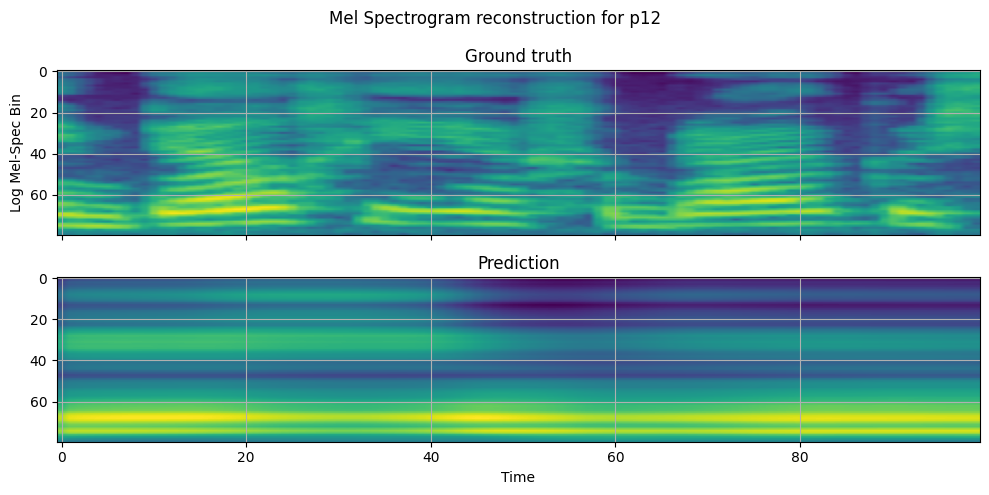 Mel Spectrogram reconstruction for p12
Ground truth
0
20
40
60
Log Mel-Spec Bin
Prediction
0
20
40
60
0 20 40 60 80
Time